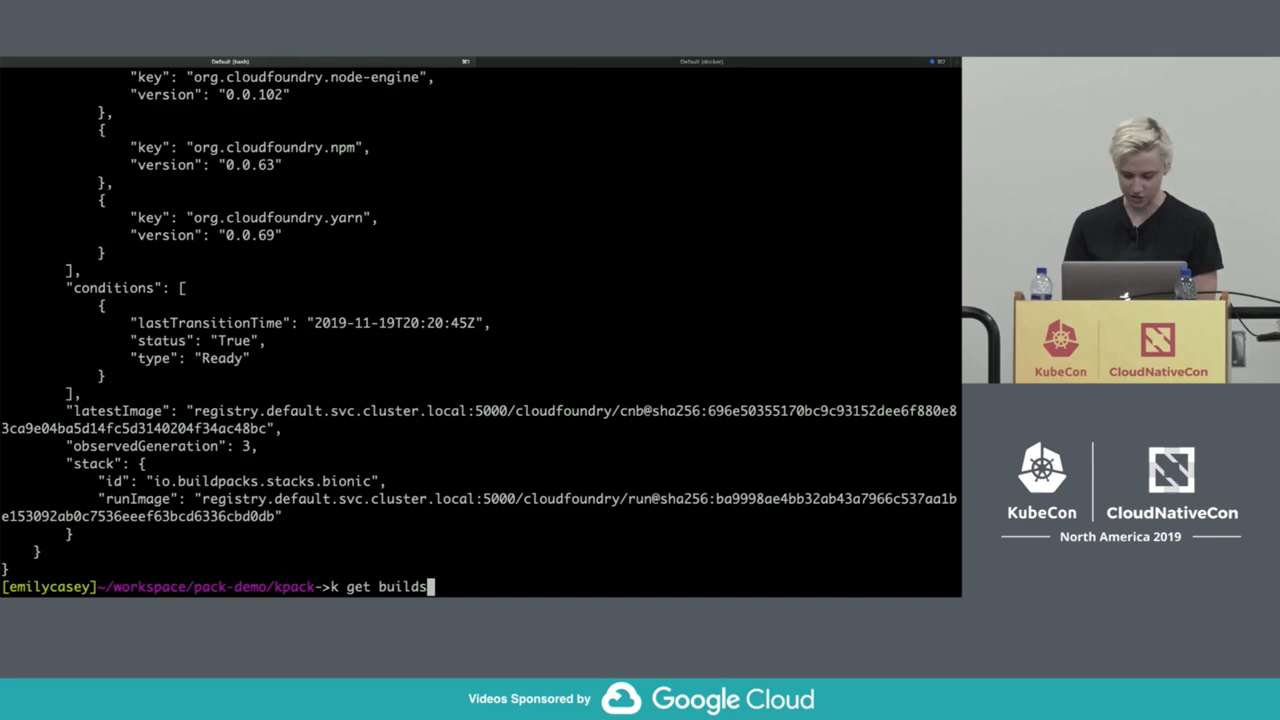 Default (bash)
⌘1
Default (docker)
⌘2
"key": "org.cloudfoundry.node-engine",
"version": "0.0.102"
},
{
"key": "org.cloudfoundry.npm",
"version": "0.0.63"
},
{
"key": "org.cloudfoundry.yarn",
"version": "0.0.69"
}
],
"conditions": [
{
"lastTransitionTime": "2019-11-19T20:20:45Z",
"status": "True",
"type": "Ready"
}
],
"latestImage": "registry.default.svc.cluster.local:5000/cloudfoundry/cnb@sha256:696e50355170bc9c93152dee6f880e8
3ca9e04ba5d14fc5d3140204f34ac48bc",
"observedGeneration": 3,
"stack": {
"id": "io.buildpacks.stacks.bionic",
"runImage": "registry.default.svc.cluster.local:5000/cloudfoundry/run@sha256:ba9998ae4bb32ab43a7966c537aa1b
e153092ab0c7536eeef63bcd6336cbd0db"
}
}
}
[emilycasey]~/workspace/pack-demo/kpack->k get builds
KubeCon
CloudNativeCon
KubeCon
CloudNativeCon
North America 2019
Videos Sponsored by
Google Cloud